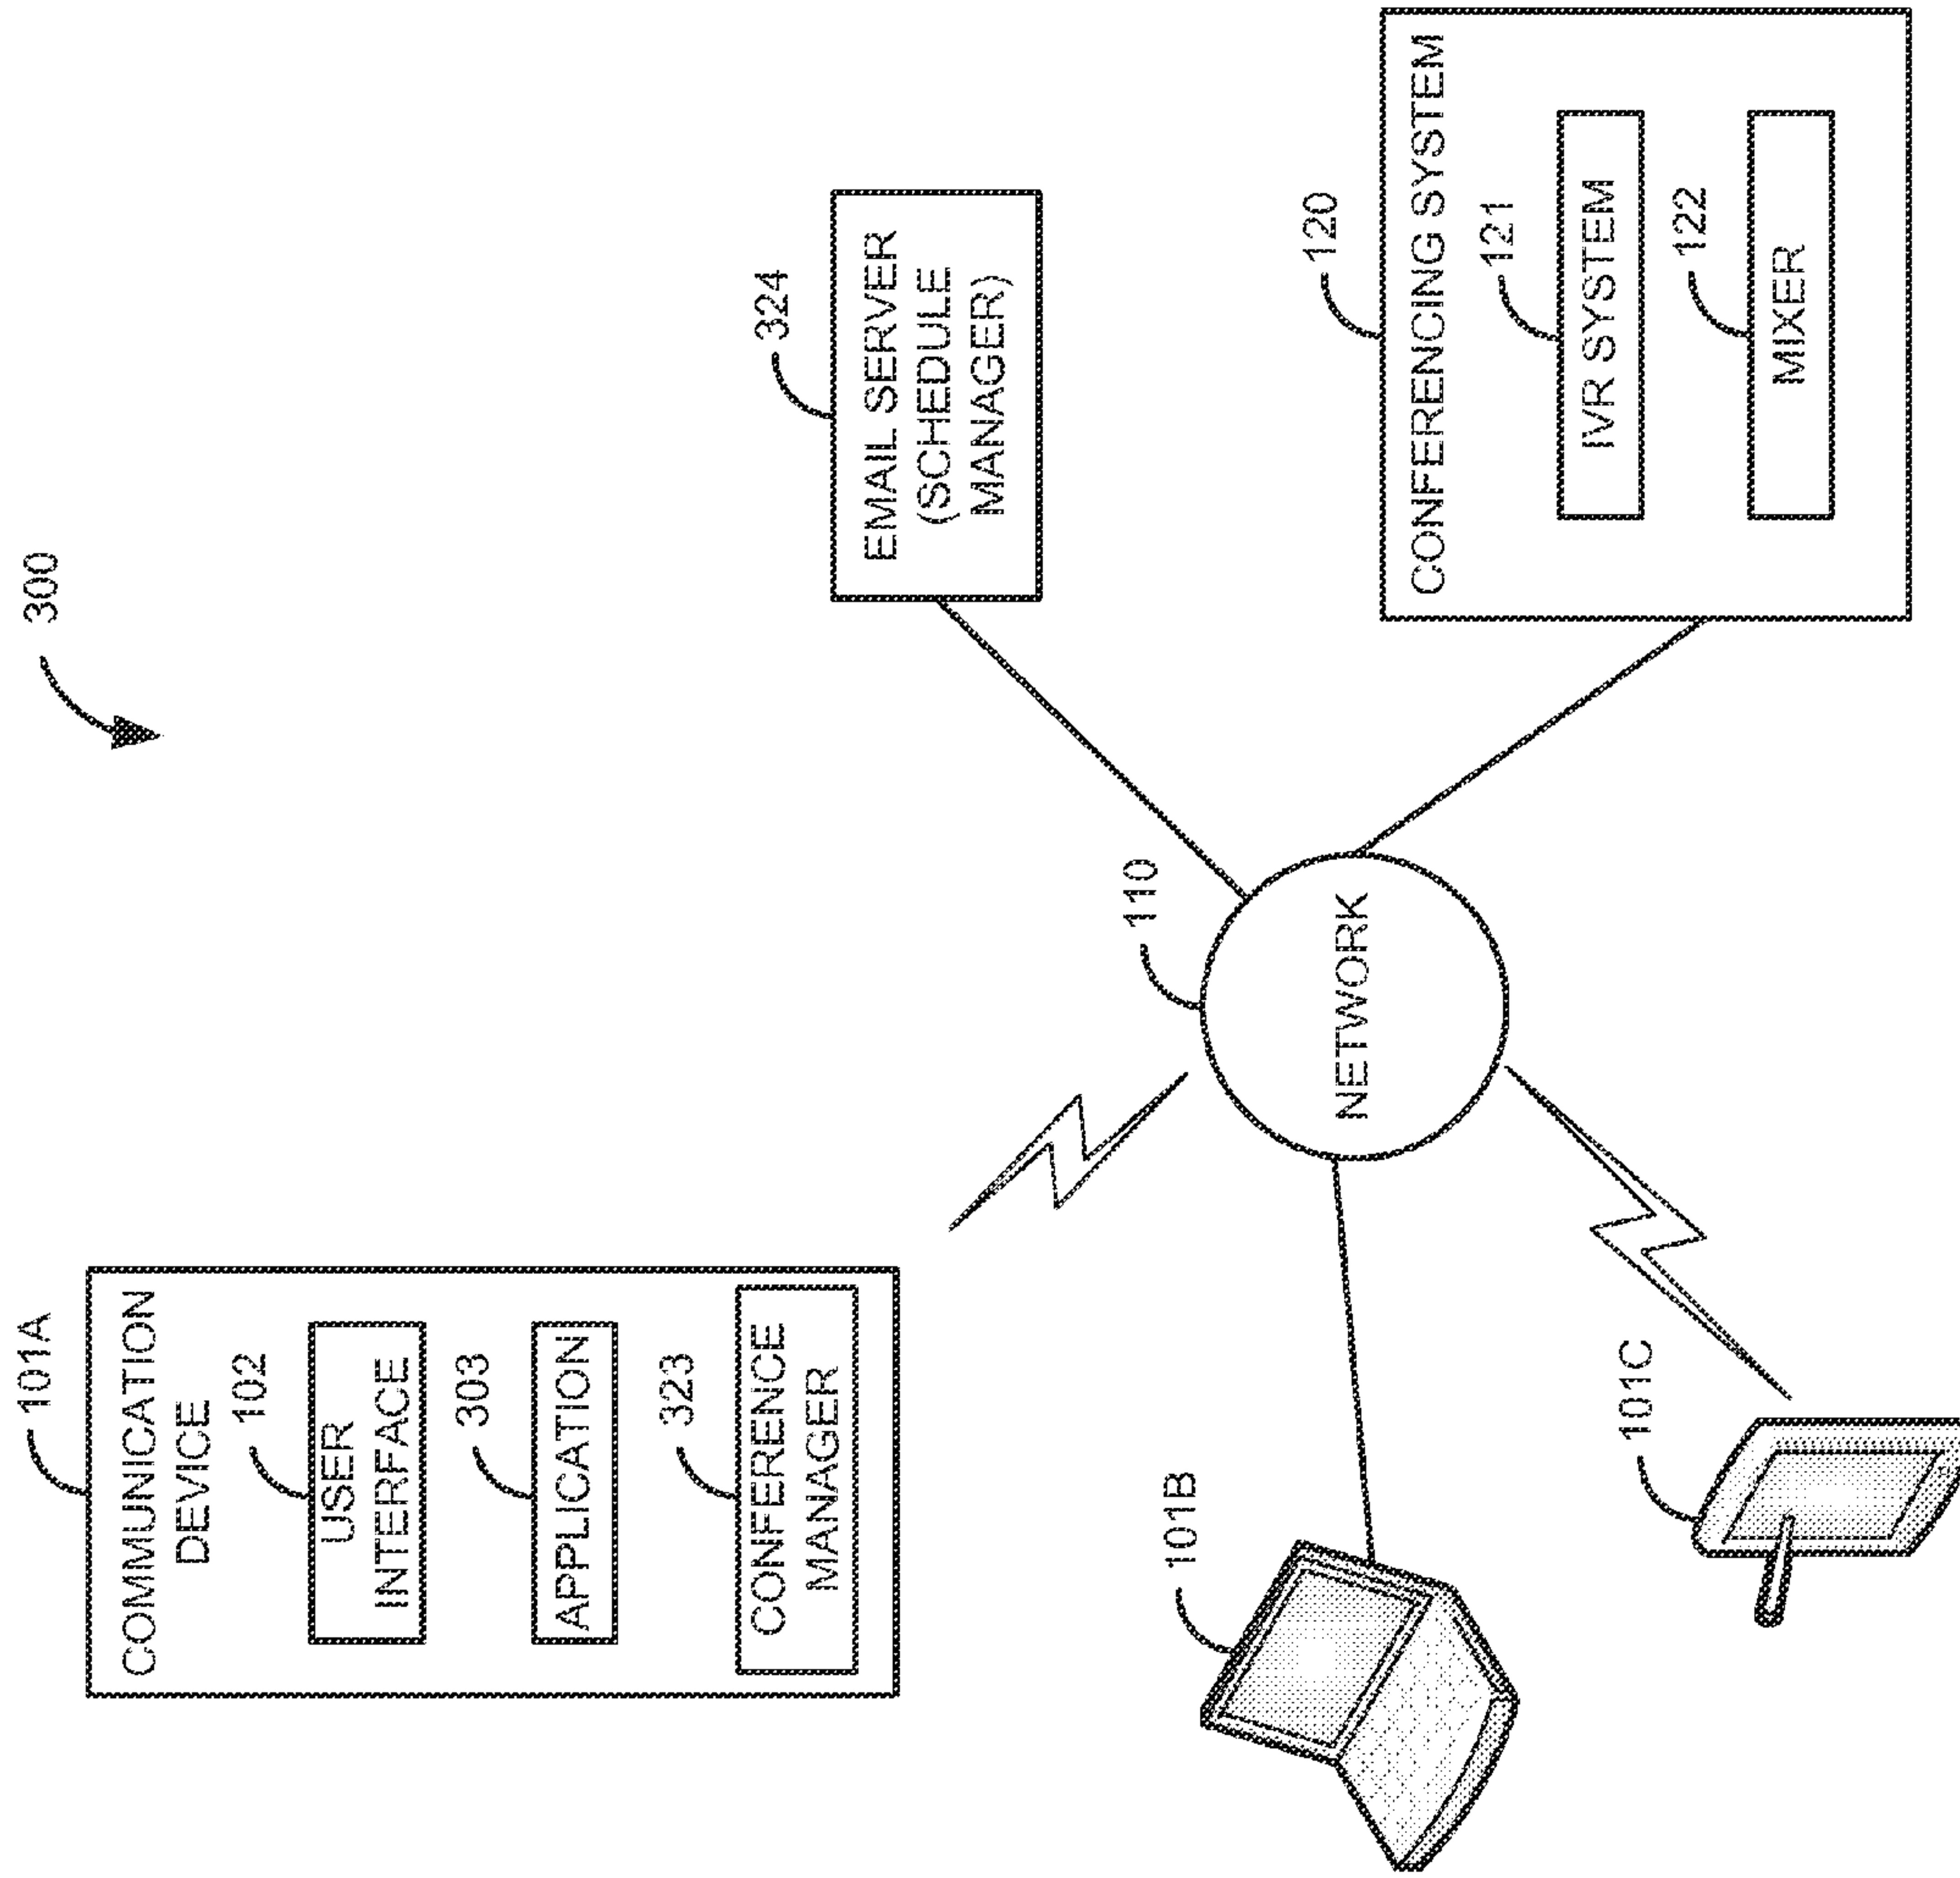 300
101A
COMMUNICATION
DEVICE
102
USER
INTERFACE
303
APPLICATION
323
CONFERENCE
MANAGER
324
EMAIL SERVER
(SCHEDULE
MANAGER)
110
NETWORK
120
CONFERENCING SYSTEM
121
IVR SYSTEM
122
MIXER
101B
101C